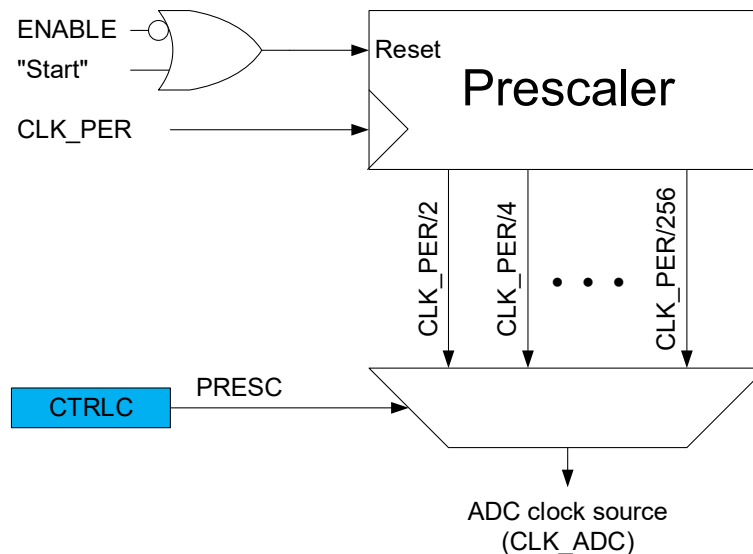 ENABLE
"Start"
Reset
Prescaler
CLK_PER
CLK_PER/2
CLK_PER/4
CLK_PER/256
CTRLC
PRESC
ADC clock source
(CLK_ADC)